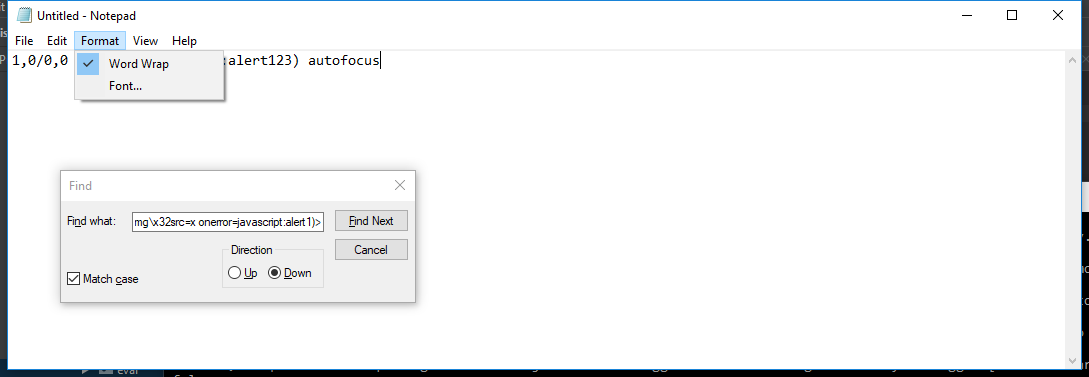 Untitled - Notepad
File Edit Format View Help
1,0/0,0 :alert123) autofocus
Word Wrap
Font...
Find
Find what: mg\x32src=x onerror=javascript:alert1)> Find Next
Direction Cancel
Match case Up Down
eval